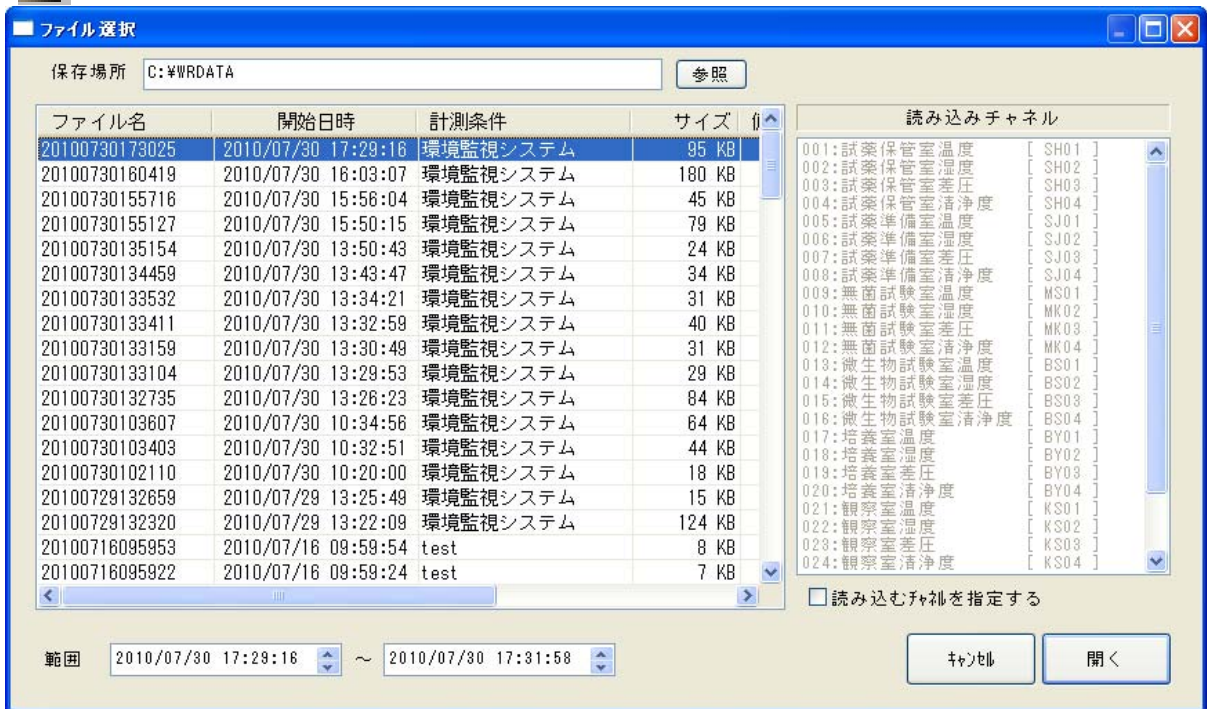 ファイル選択
保存場所 C:¥WRDATA 参照
ファイル名 開始日時 計測条件 サイズ
20100730173025 2010/07/30 17:29:16 環境監視システム 95 KB
20100730160419 2010/07/30 16:03:07 環境監視システム 180 KB
20100730155716 2010/07/30 15:56:04 環境監視システム 45 KB
20100730155127 2010/07/30 15:50:15 環境監視システム 79 KB
20100730135154 2010/07/30 13:50:43 環境監視システム 24 KB
20100730134459 2010/07/30 13:43:47 環境監視システム 34 KB
20100730133532 2010/07/30 13:34:21 環境監視システム 31 KB
20100730133411 2010/07/30 13:32:59 環境監視システム 40 KB
20100730133159 2010/07/30 13:30:49 環境監視システム 31 KB
20100730133104 2010/07/30 13:29:53 環境監視システム 29 KB
20100730132735 2010/07/30 13:26:23 環境監視システム 84 KB
20100730103607 2010/07/30 10:34:56 環境監視システム 64 KB
20100730103403 2010/07/30 10:32:51 環境監視システム 44 KB
20100730102110 2010/07/30 10:20:00 環境監視システム 18 KB
20100729132659 2010/07/29 13:25:49 環境監視システム 15 KB
20100729132320 2010/07/29 13:22:09 環境監視システム 124 KB
20100716095953 2010/07/16 09:59:54 test 8 KB
20100716095922 2010/07/16 09:59:24 test 7 KB
読み込みチャネル
001:試薬保管室温度 [ SH01 ]
002:試薬保管室湿度 [ SH02 ]
003:試薬保管室差圧 [ SH03 ]
004:試薬保管室清浄度 [ SH04 ]
005:試薬準備室温度 [ SJ01 ]
006:試薬準備室湿度 [ SJ02 ]
007:試薬準備室差圧 [ SJ03 ]
008:試薬準備室清浄度 [ SJ04 ]
009:無菌試験室温度 [ MS01 ]
010:無菌試験室湿度 [ MK02 ]
011:無菌試験室差圧 [ MK03 ]
012:無菌試験室清浄度 [ MK04 ]
013:微生物試験室温度 [ BS01 ]
014:微生物試験室湿度 [ BS02 ]
015:微生物試験室差圧 [ BS03 ]
016:微生物試験室清浄度 [ BS04 ]
017:培養室温度 [ BY01 ]
018:培養室湿度 [ BY02 ]
019:培養室差圧 [ BY03 ]
020:培養室清浄度 [ BY04 ]
021:観察室温度 [ KS01 ]
022:観察室湿度 [ KS02 ]
023:観察室差圧 [ KS03 ]
024:観察室清浄度 [ KS04 ]
読み込むﾁｬﾈﾙを指定する
範囲 2010/07/30 17:29:16 ～ 2010/07/30 17:31:58
ｷｬﾝｾﾙ 開く